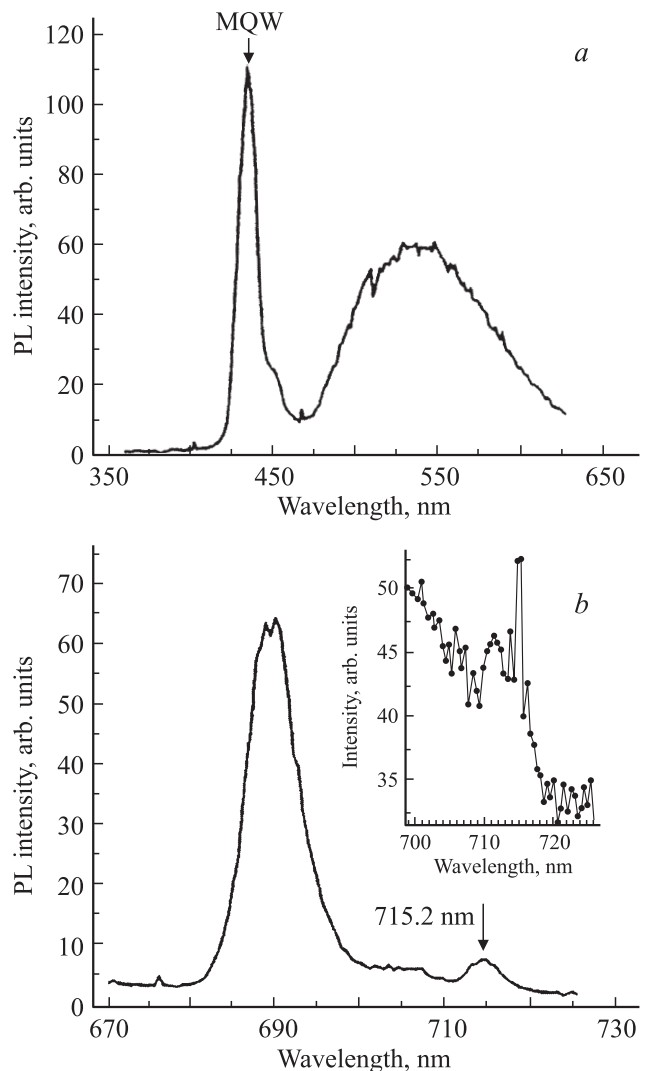 MQW
a
120
100
80
60
40
20
0
PL intensity, arb. units
350 450 550 650
Wavelength, nm
b
70
60
50
40
30
20
10
0
PL intensity, arb. units
50
45
40
35
Intensity, arb. units
700 710 720
Wavelength, nm
715.2 nm
670 690 710 730
Wavelength, nm